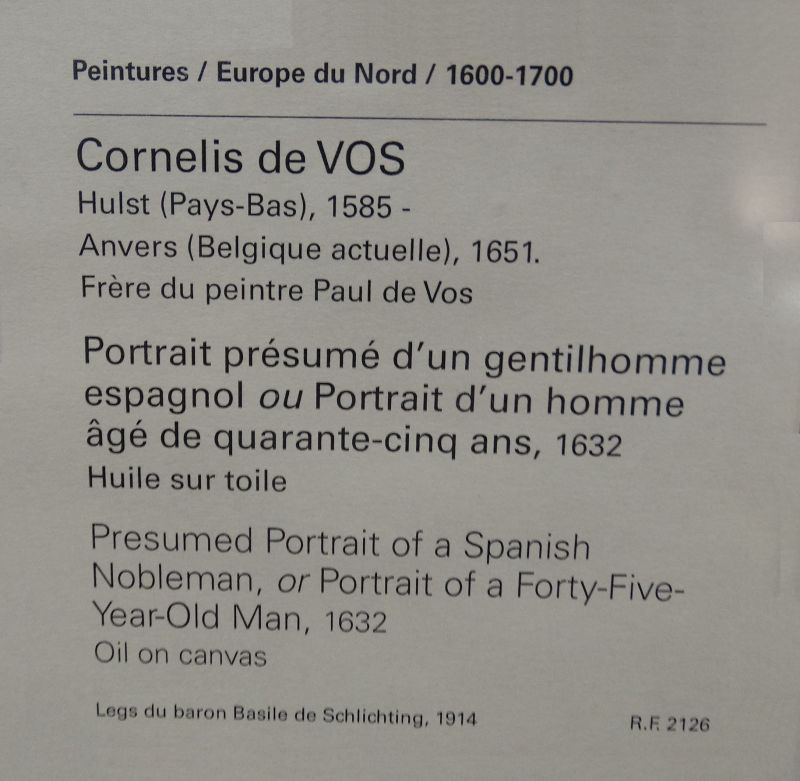 Peintures / Europe du Nord / 1600-1700
Cornelis de VOS
Hulst (Pays-Bas), 1585 -
Anvers (Belgique actuelle), 1651.
Frère du peintre Paul de Vos
Portrait présumé d'un gentilhomme
espagnol ou Portrait d'un homme
âgé de quarante-cinq ans, 1632
Huile sur toile
Presumed Portrait of a Spanish
Nobleman, or Portrait of a Forty-Five-
Year-Old Man, 1632
Oil on canvas
Legs du baron Basile de Schlichting, 1914
R.F. 2126